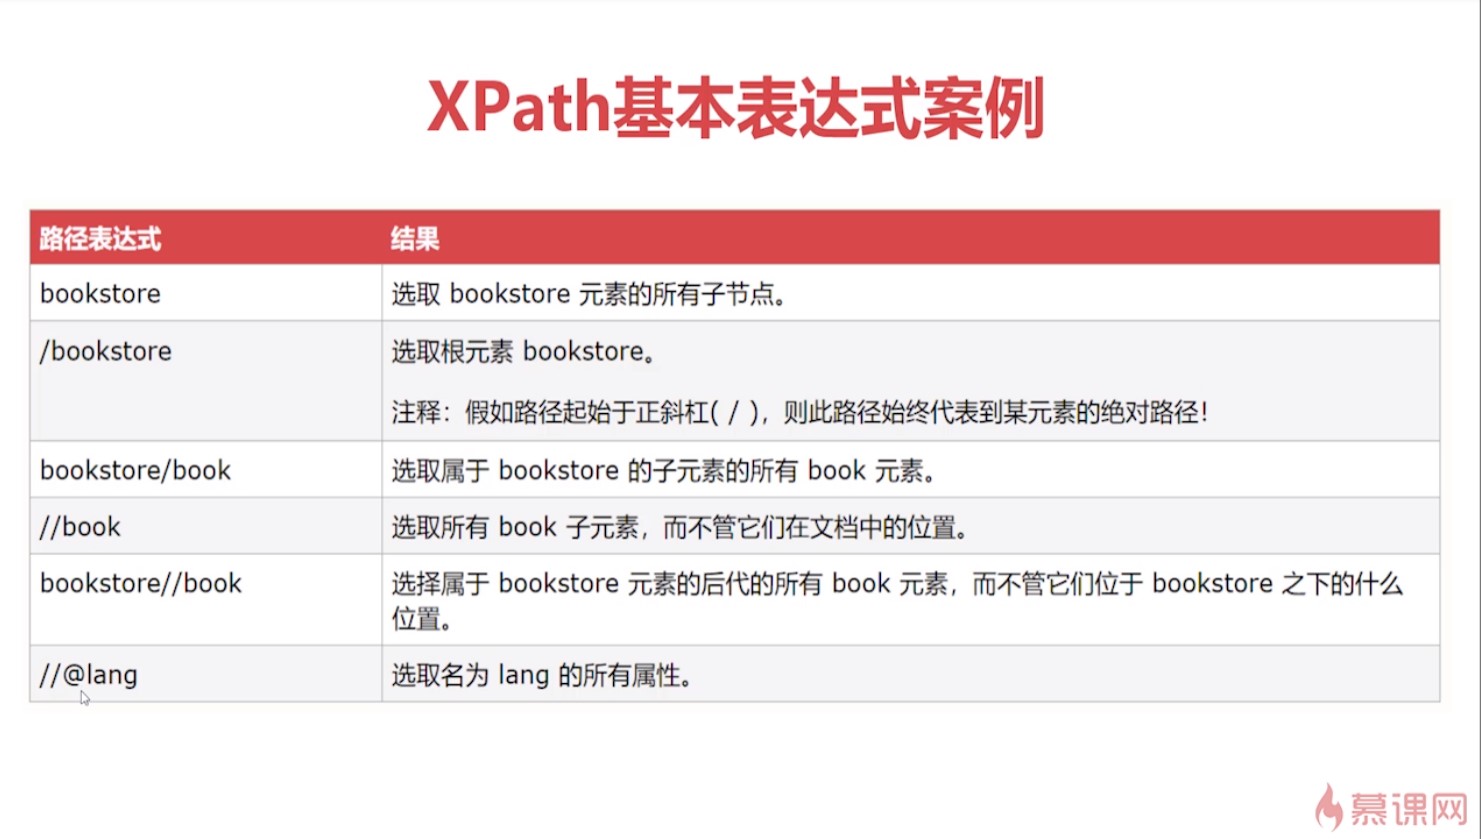 XPath基本表达式案例
路径表达式 结果
bookstore 选取 bookstore 元素的所有子节点。
/bookstore 选取根元素 bookstore。
注释：假如路径起始于正斜杠( / )，则此路径始终代表到某元素的绝对路径！
bookstore/book 选取属于 bookstore 的子元素的所有 book 元素。
//book 选取所有 book 子元素，而不管它们在文档中的位置。
bookstore//book 选择属于 bookstore 元素的后代的所有 book 元素，而不管它们位于 bookstore 之下的什么
位置。
//@lang 选取名为 lang 的所有属性。
慕课网